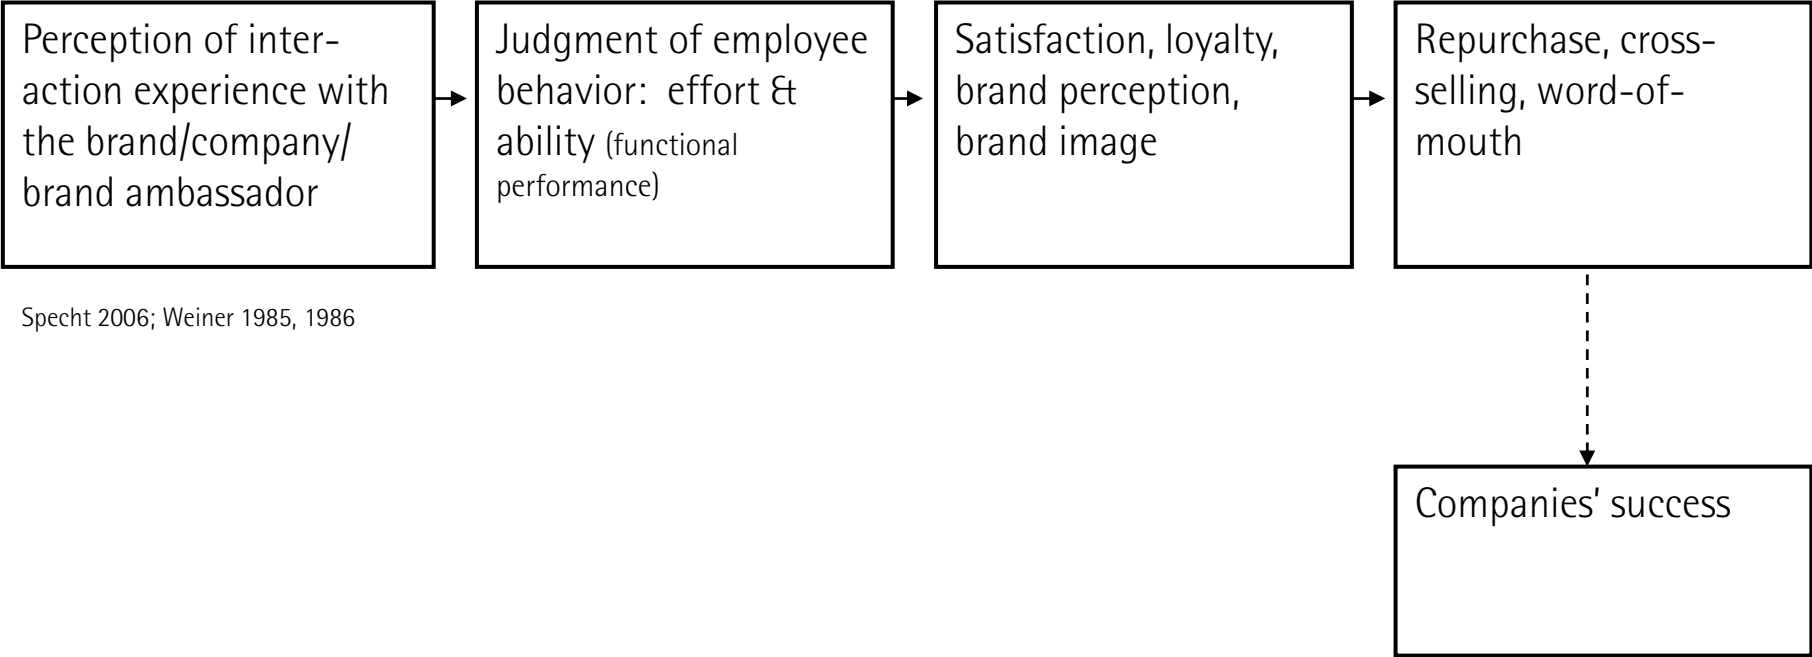 Perception of inter-
action experience with
the brand/company/
brand ambassador
Judgment of employee
behavior:  effort &
ability (functional
performance)
Satisfaction, loyalty,
brand perception,
brand image
Repurchase, cross-
selling, word-of-
mouth
Specht 2006; Weiner 1985, 1986
Companies’ success